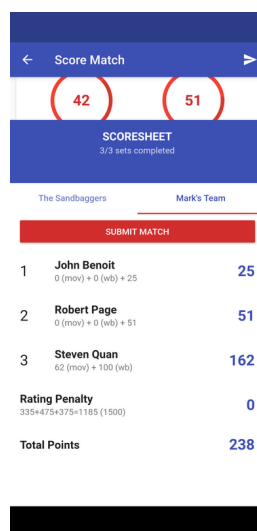 Score Match
42 51
SCORESHEET
3/3 sets completed
The Sandbaggers Mark's Team
SUBMIT MATCH
1 John Benoit 25
0 (mov) + 0 (wb) + 25
2 Robert Page 51
0 (mov) + 0 (wb) + 51
3 Steven Quan 162
62 (mov) + 100 (wb)
Rating Penalty 0
335+475+375=1185 (1500)
Total Points 238